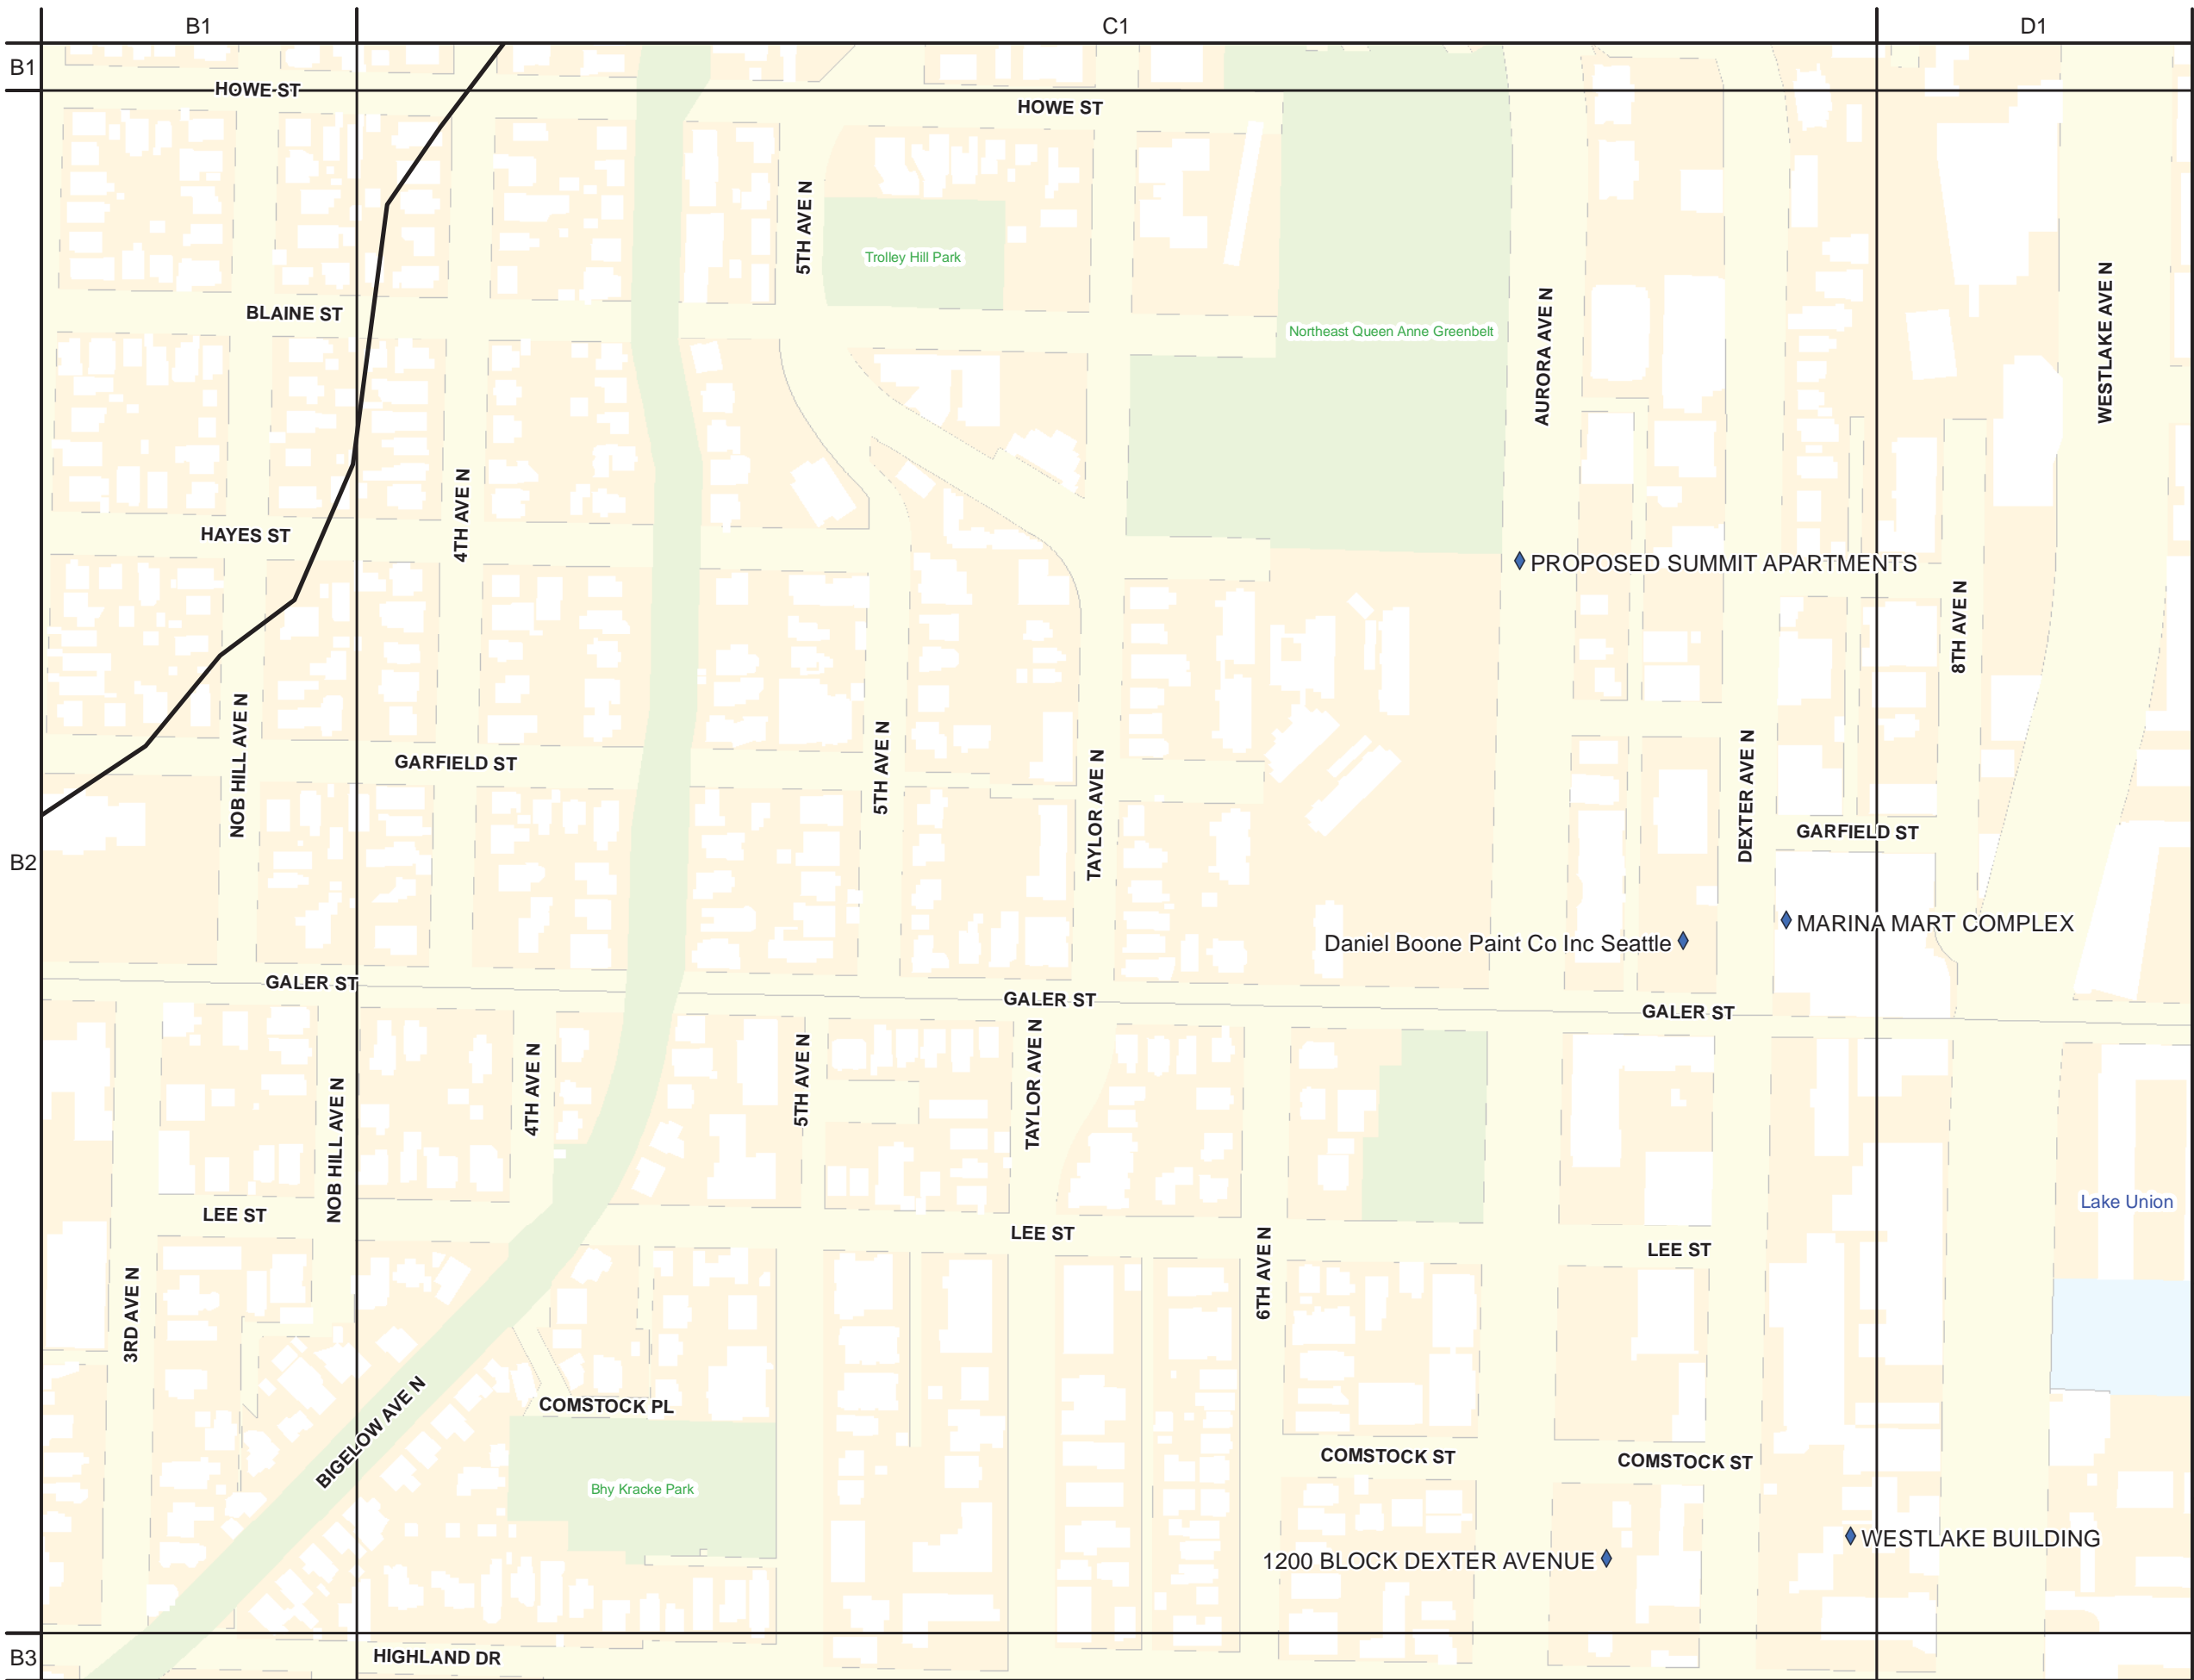 B1
C1
D1
B1
HOWE ST
HOWE ST
5TH AVE N
Trolley Hill Park
BLAINE ST
Northeast Queen Anne Greenbelt
AURORA AVE N
WESTLAKE AVE N
4TH AVE N
HAYES ST
PROPOSED SUMMIT APARTMENTS
8TH AVE N
NOB HILL AVE N
GARFIELD ST
5TH AVE N
TAYLOR AVE N
DEXTER AVE N
GARFIELD ST
B2
MARINA MART COMPLEX
Daniel Boone Paint Co Inc Seattle
GALER ST
GALER ST
GALER ST
4TH AVE N
5TH AVE N
TAYLOR AVE N
NOB HILL AVE N
Lake Union
LEE ST
LEE ST
LEE ST
6TH AVE N
3RD AVE N
BIGELOW AVE N
COMSTOCK PL
COMSTOCK ST
COMSTOCK ST
Bhy Kracke Park
WESTLAKE BUILDING
1200 BLOCK DEXTER AVENUE
B3
HIGHLAND DR